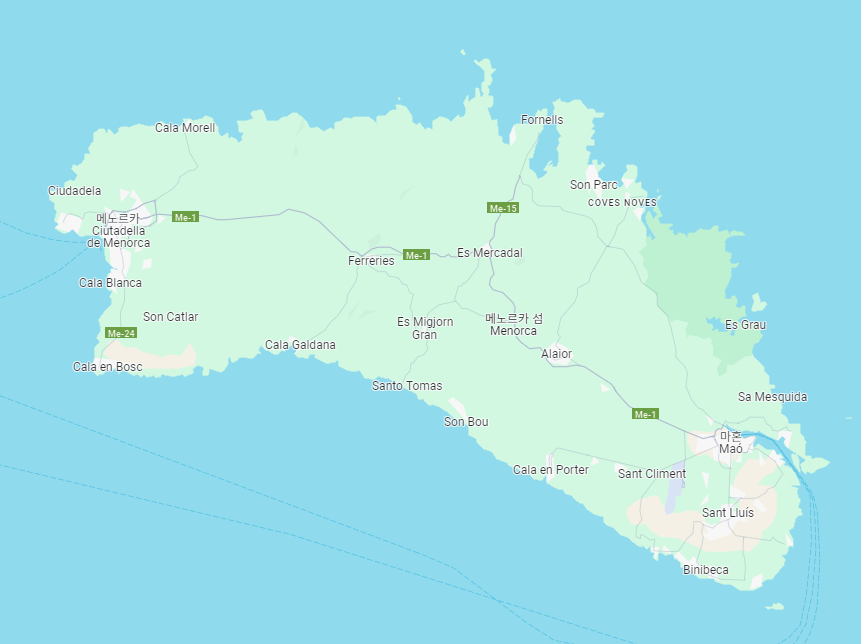 Fornells
Cala Morell
Son Parc
Ciudadela
COVES NOVES
Me-15
메노르카
Me-1
Ciutadella
de Menorca
Es Mercadal
Me-1
Ferreries
Cala Blanca
Son Catlar
메노르카 섬
Menorca
Es Migjorn
Gran
Es Grau
Me-24
Cala Galdana
Alaior
Cala en Bosc
Santo Tomas
Sa Mesquida
Me-1
Son Bou
마혼
Maó
Cala en Porter
Sant Climent
Sant Lluís
Binibeca